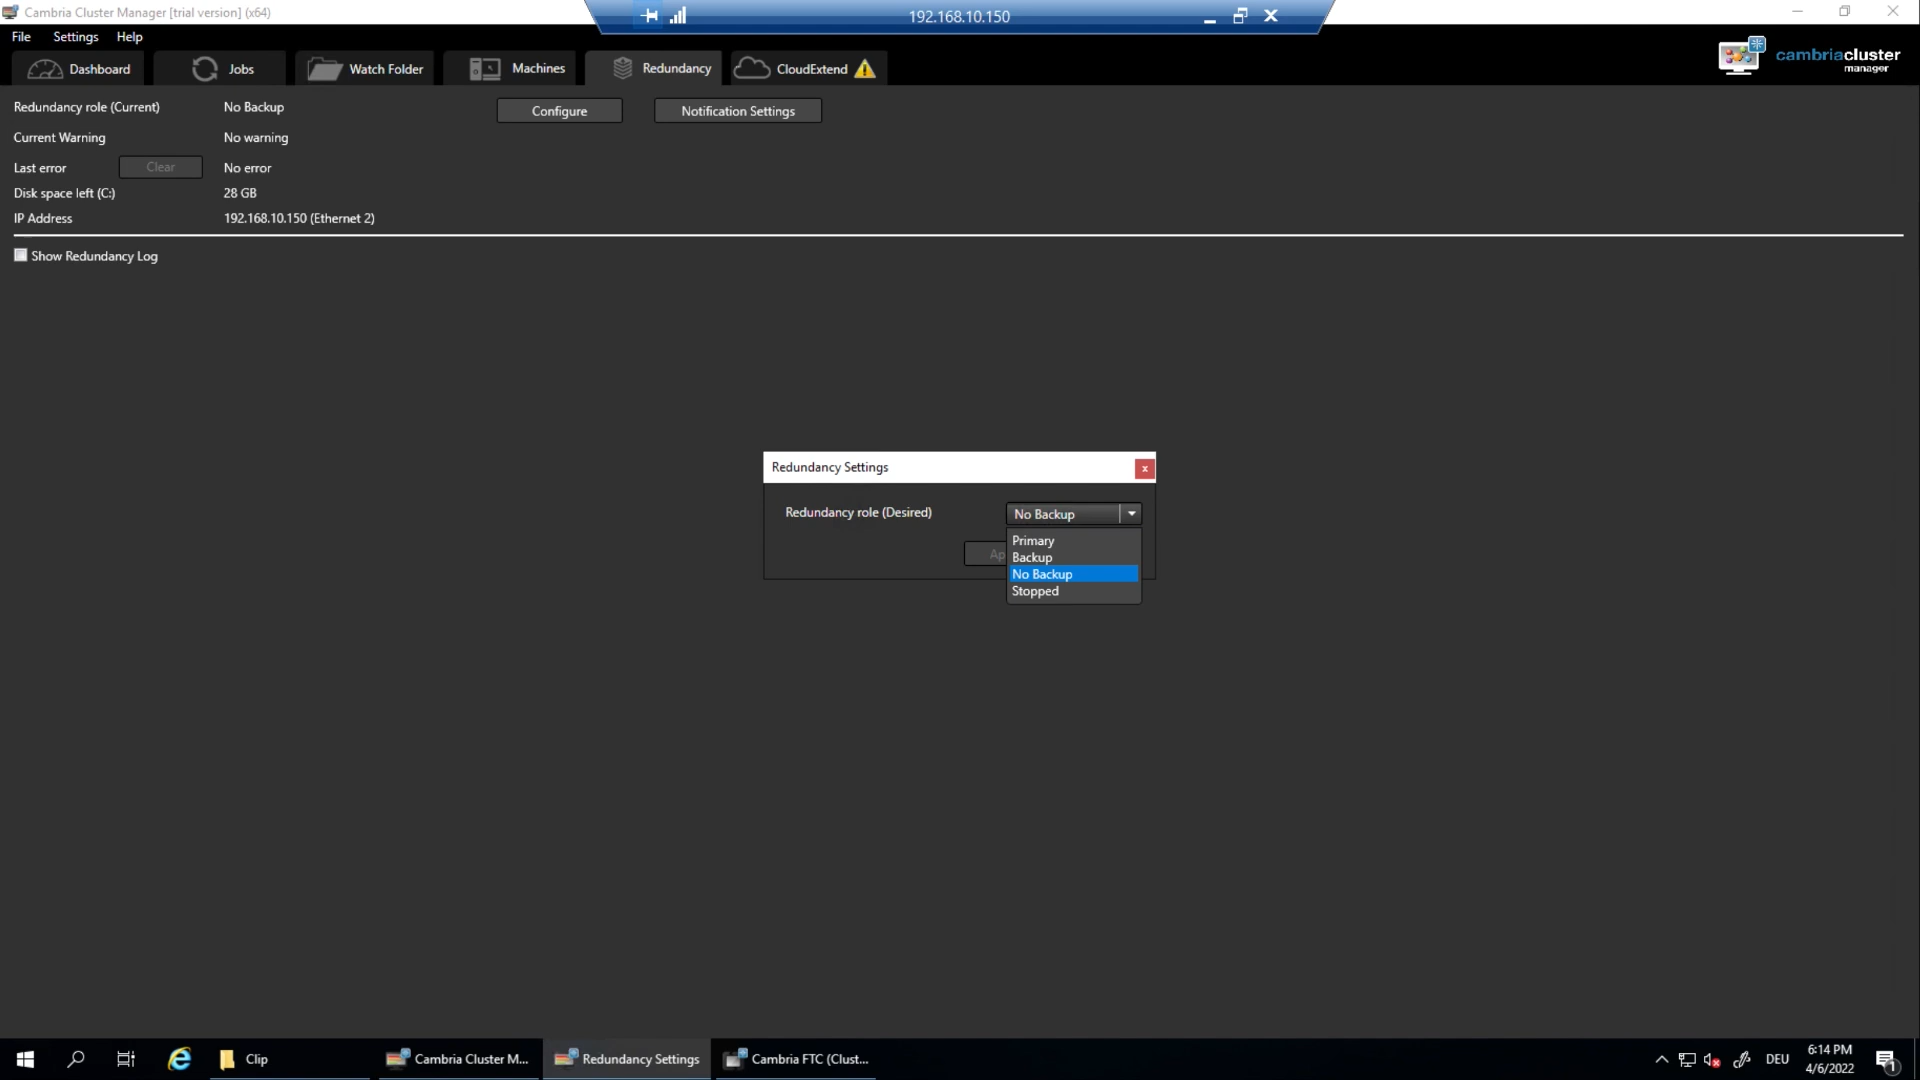 Cambria Cluster Manager [trial version] (x64)
192.168.10.150
File Settings Help
Dashboard Jobs Watch Folder Machines Redundancy CloudExtend
cambriacluster
manager
Redundancy role (Current) No Backup Configure Notification Settings
Current Warning No warning
Last error Clear No error
Disk space left (C:) 28 GB
IP Address 192.168.10.150 (Ethernet 2)
Show Redundancy Log
Redundancy Settings x
Redundancy role (Desired) No Backup
Primary
Ap Backup
No Backup
Stopped
Clip Cambria Cluster M... Redundancy Settings Cambria FTC (Clust... DEU 6:14 PM
4/6/2022 1